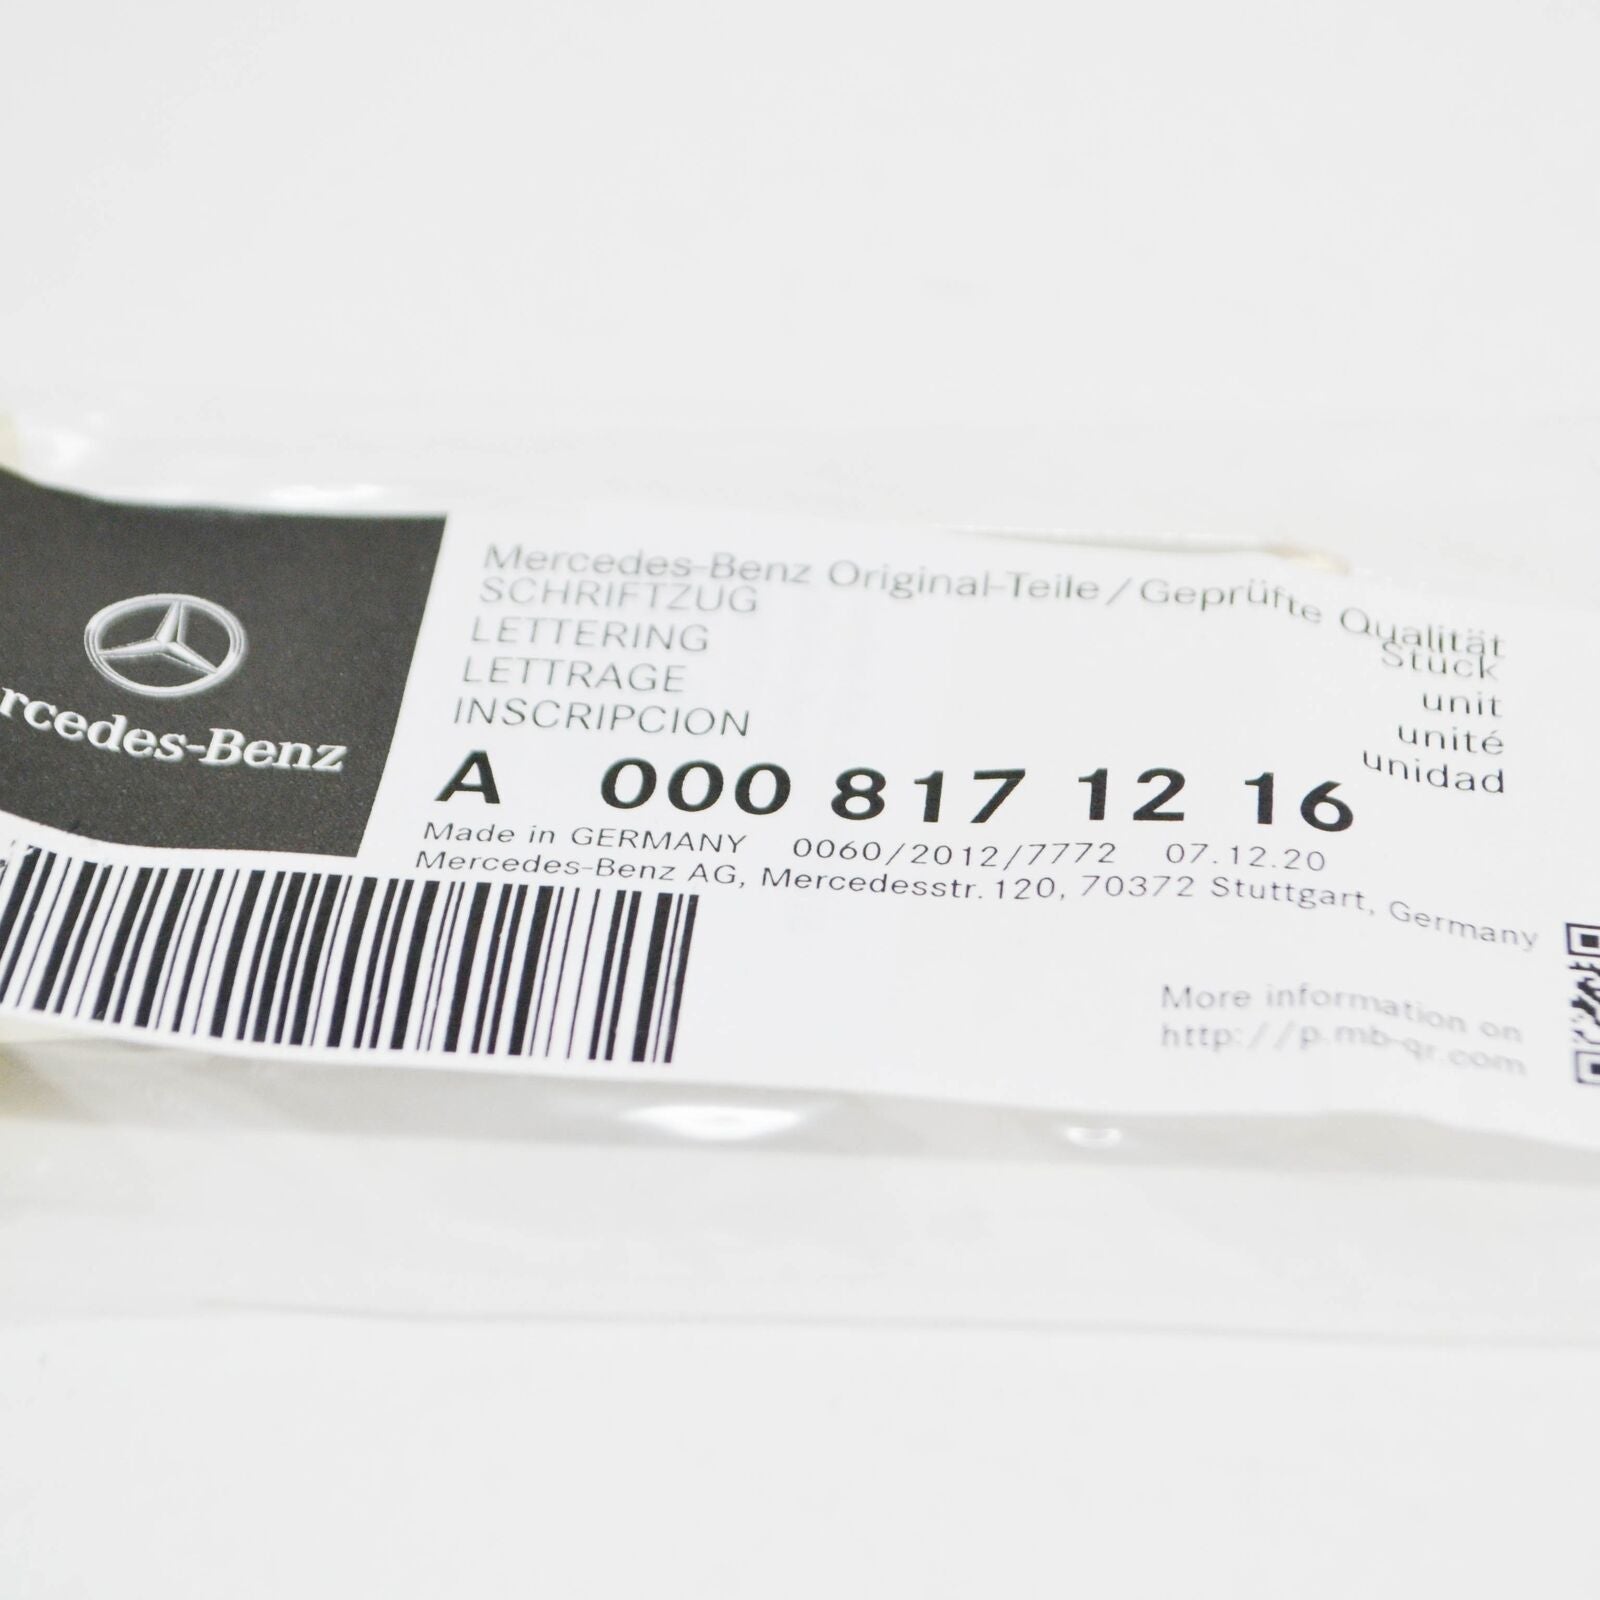 Mercedes-Benz Original-Teile / Geprüfte Qualität
SCHRIFTZUG Stück
LETTERING unit
LETTRAGE unité
INSCRIPCION unidad
rcedes-Benz
A 000 817 12 16
Made in GERMANY 0060/2012/7772 07.12.20
Mercedes-Benz AG, Mercedesstr. 120, 70372 Stuttgart, Germany
More information on
http://p.mb-qr.com